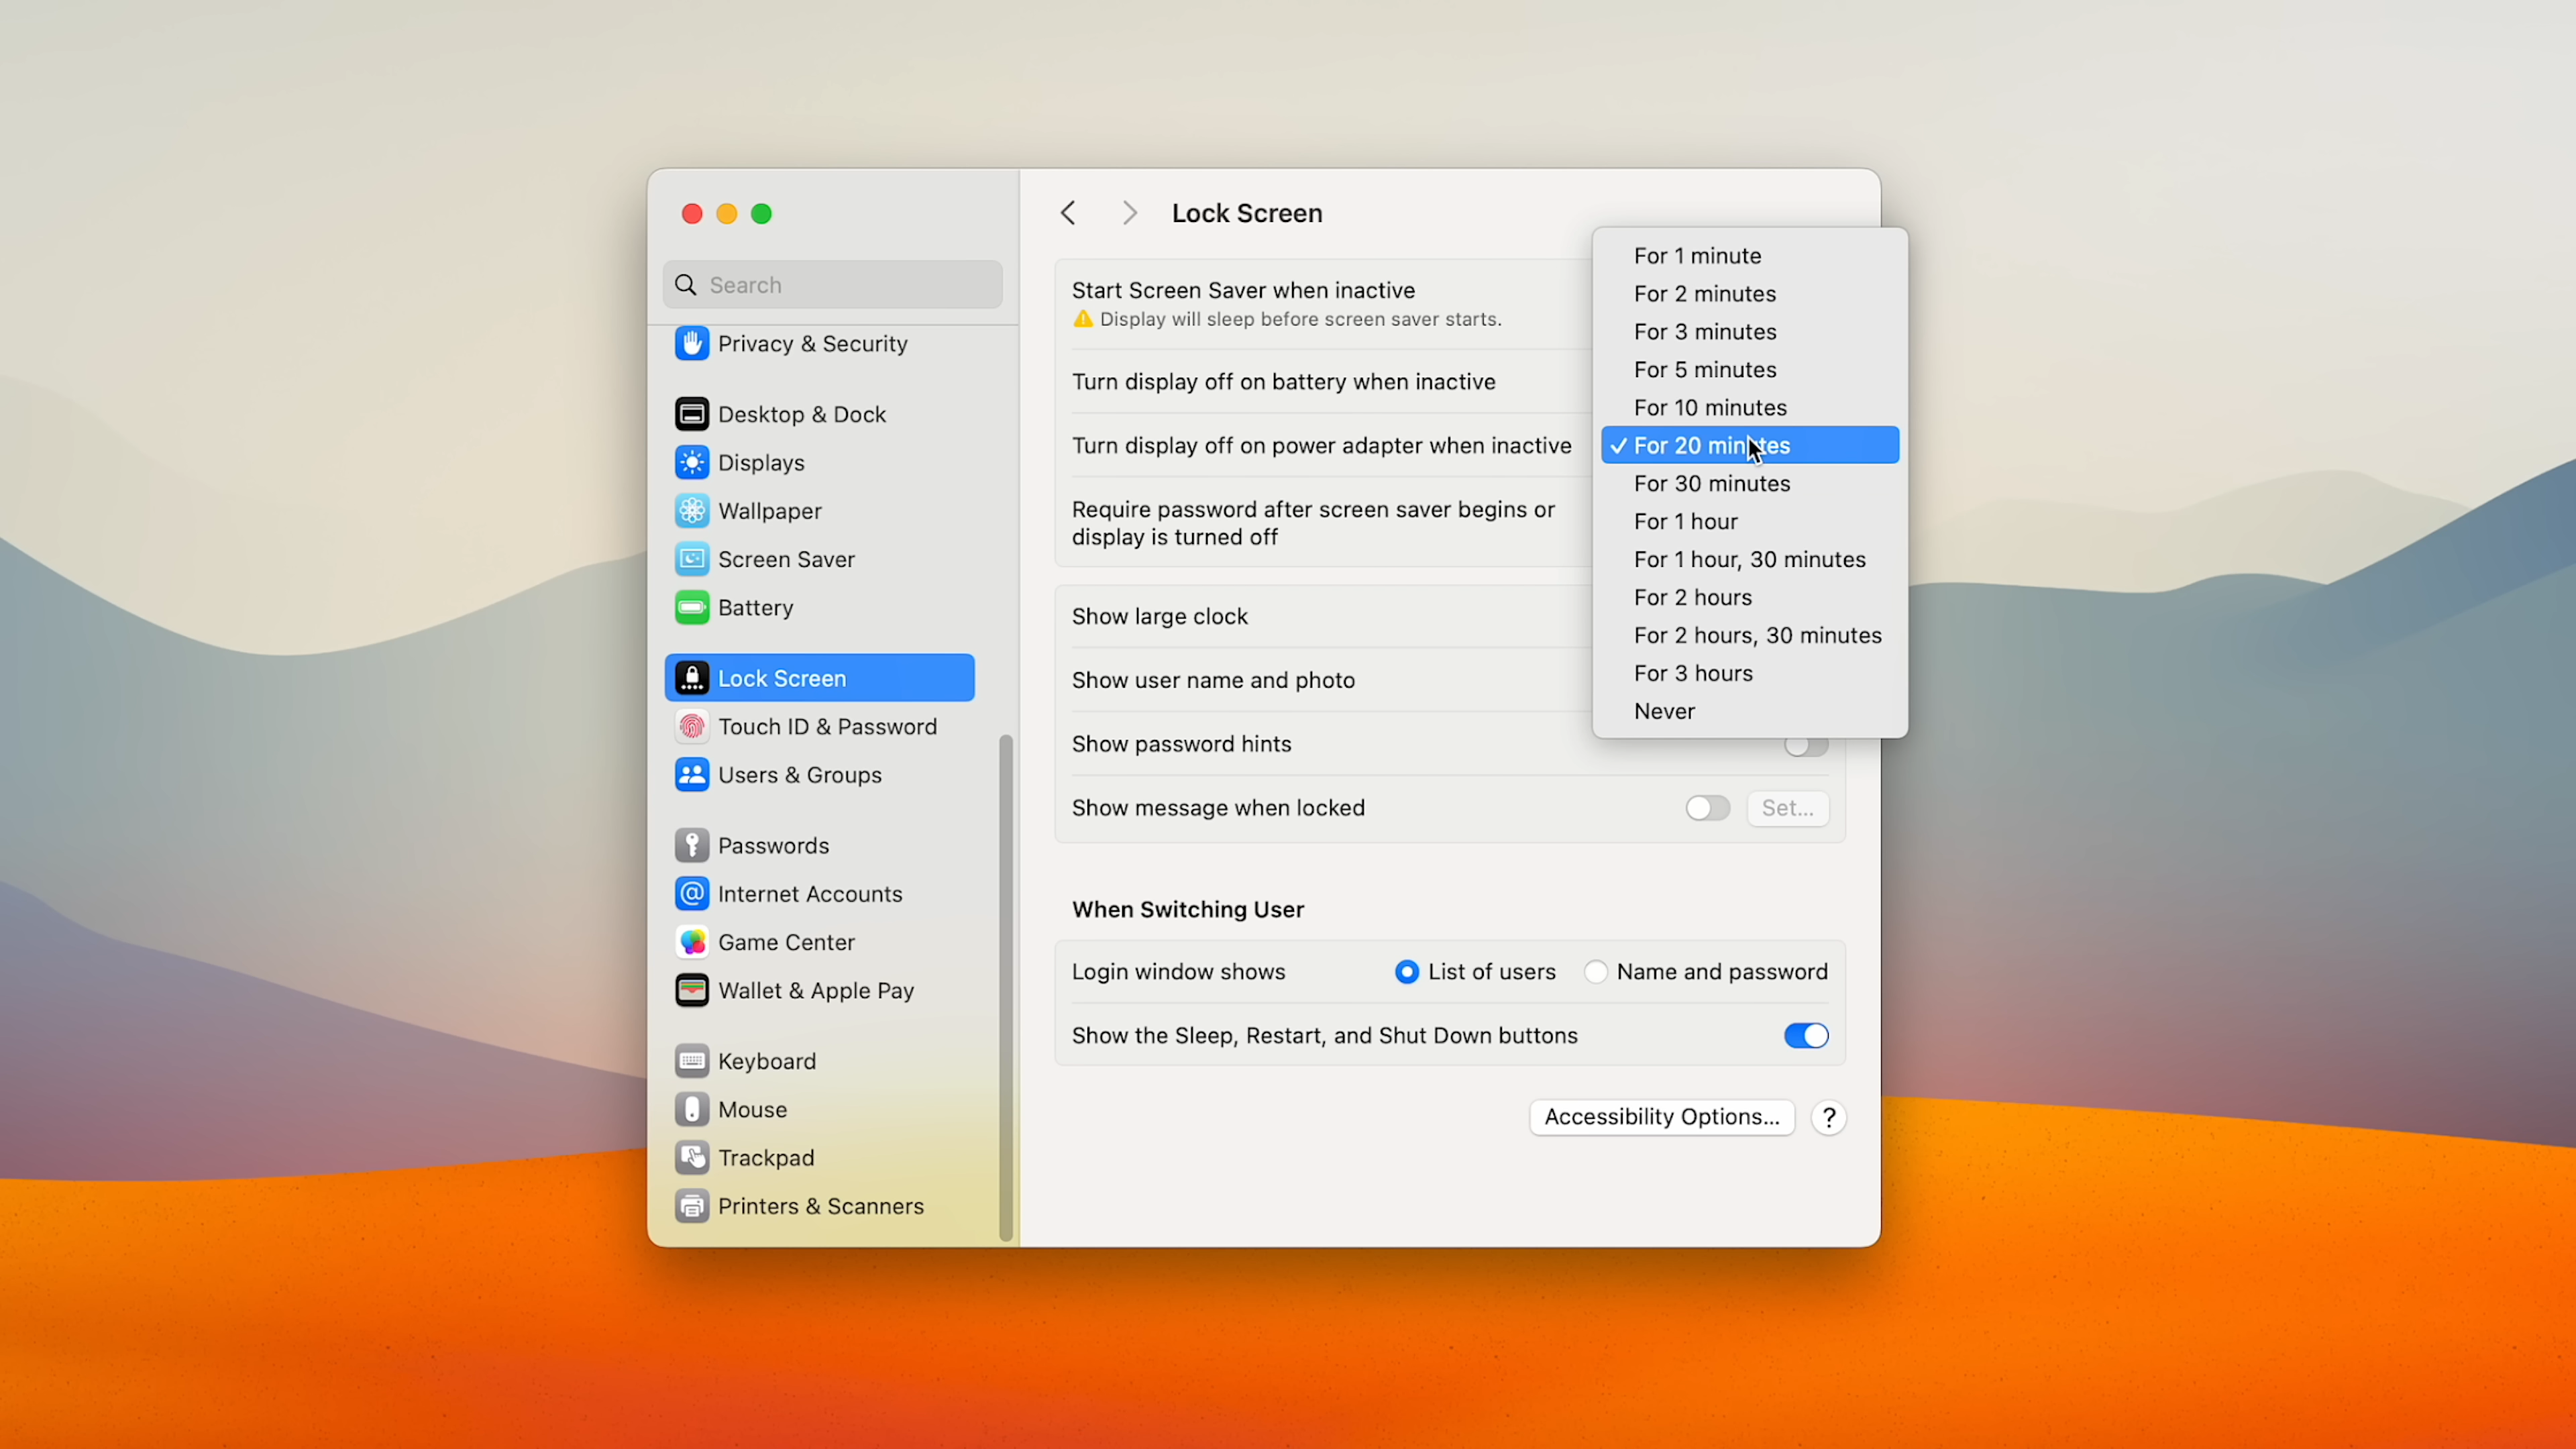 Search
Privacy & Security
Desktop & Dock
Displays
Wallpaper
Screen Saver
Battery
Lock Screen
Touch ID & Password
Users & Groups
Passwords
@
Internet Accounts
Game Center
Wallet & Apple Pay
Keyboard
Mouse
Trackpad
Printers & Scanners
Lock Screen
Start Screen Saver when inactive
Display will sleep before screen saver starts.
Turn display off on battery when inactive
Turn display off on power adapter when inactive
Require password after screen saver begins or
display is turned off
For 1 minute
For 2 minutes
For 3 minutes
For 5 minutes
For 10 minutes
For 20 minutes
For 30 minutes
For 1 hour
For 1 hour, 30 minutes
For 2 hours
For 2 hours, 30 minutes
For 3 hours
Never
Show large clock
Show user name and photo
Show password hints
Show message when locked
Set...
When Switching User
Login window shows
List of users
Name and password
Show the Sleep, Restart, and Shut Down buttons
Accessibility Options...
?